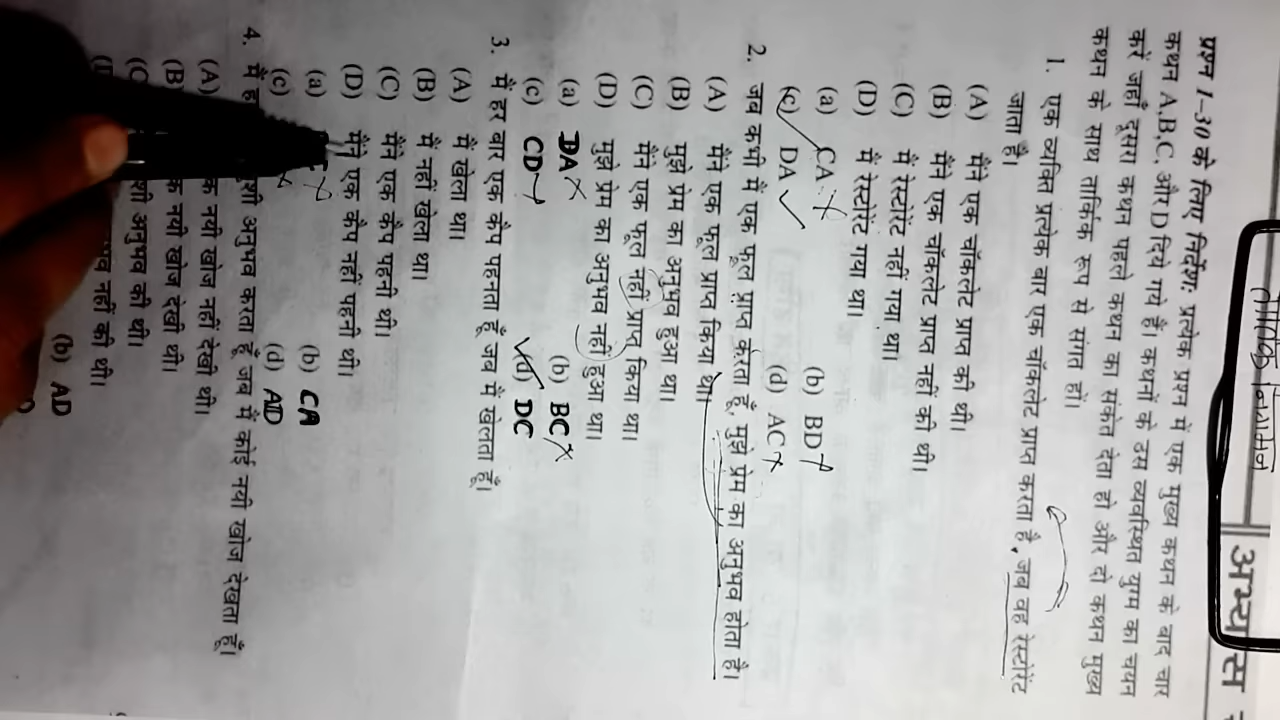 तार्किक निगमन
अभ्यास
प्रश्न 1-30 के लिए निर्देश: प्रत्येक प्रश्न में एक मुख्य कथन के बाद चार
कथन A,B,C, और D दिये गये हैं। कथनों के उस व्यवस्थित युग्म का चयन
करें जहाँ दूसरा कथन पहले कथन का संकेत देता हो और दो कथन मुख्य
कथन के साथ तार्किक रूप से संगत हों।
1. एक व्यक्ति प्रत्येक बार एक चॉकलेट प्राप्त करता है, जब वह रेस्टोरेंट
जाता है।
(A) मैंने एक चॉकलेट प्राप्त की थी।
(B) मैंने एक चॉकलेट प्राप्त नहीं की थी।
(C) मैं रेस्टोरेंट नहीं गया था।
(D) मैं रेस्टोरेंट गया था।
(a) CA (b) BD
(c) DA (d) AC
2. जब कभी मैं एक फूल प्राप्त करता हूँ, मुझे प्रेम का अनुभव होता है।
(A) मैंने एक फूल प्राप्त किया था।
(B) मुझे प्रेम का अनुभव हुआ था।
(C) मैंने एक फूल नहीं प्राप्त किया था।
(D) मुझे प्रेम का अनुभव नहीं हुआ था।
(a) DA (b) BC
(c) CD (d) DC
3. मैं हर बार एक कैप पहनता हूँ जब मैं खेलता हूँ।
(A) मैं खेला था।
(B) मैं नहीं खेला था।
(C) मैंने एक कैप पहनी थी।
(D) मैंने एक कैप नहीं पहनी थी।
(a) (b) CA
(c) (d) AD
4. मैं अनुभव करता हूँ जब मैं कोई नयी खोज देखता हूँ।
(A) नयी खोज नहीं देखी थी।
(B) नयी खोज देखी थी।
(C) अनुभव की थी।
नहीं की थी।
(b) AD